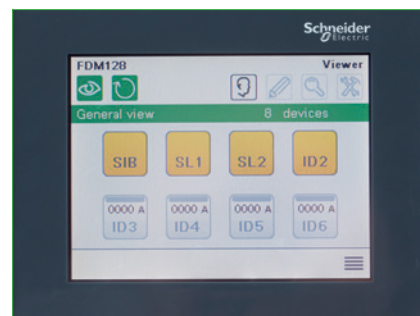 Schneider
Electric
FDM128 Viewer
General view 8 devices
SIB SL1 SL2 ID2
0000 A 0000 A 0000 A 0000 A
ID3 ID4 ID5 ID6